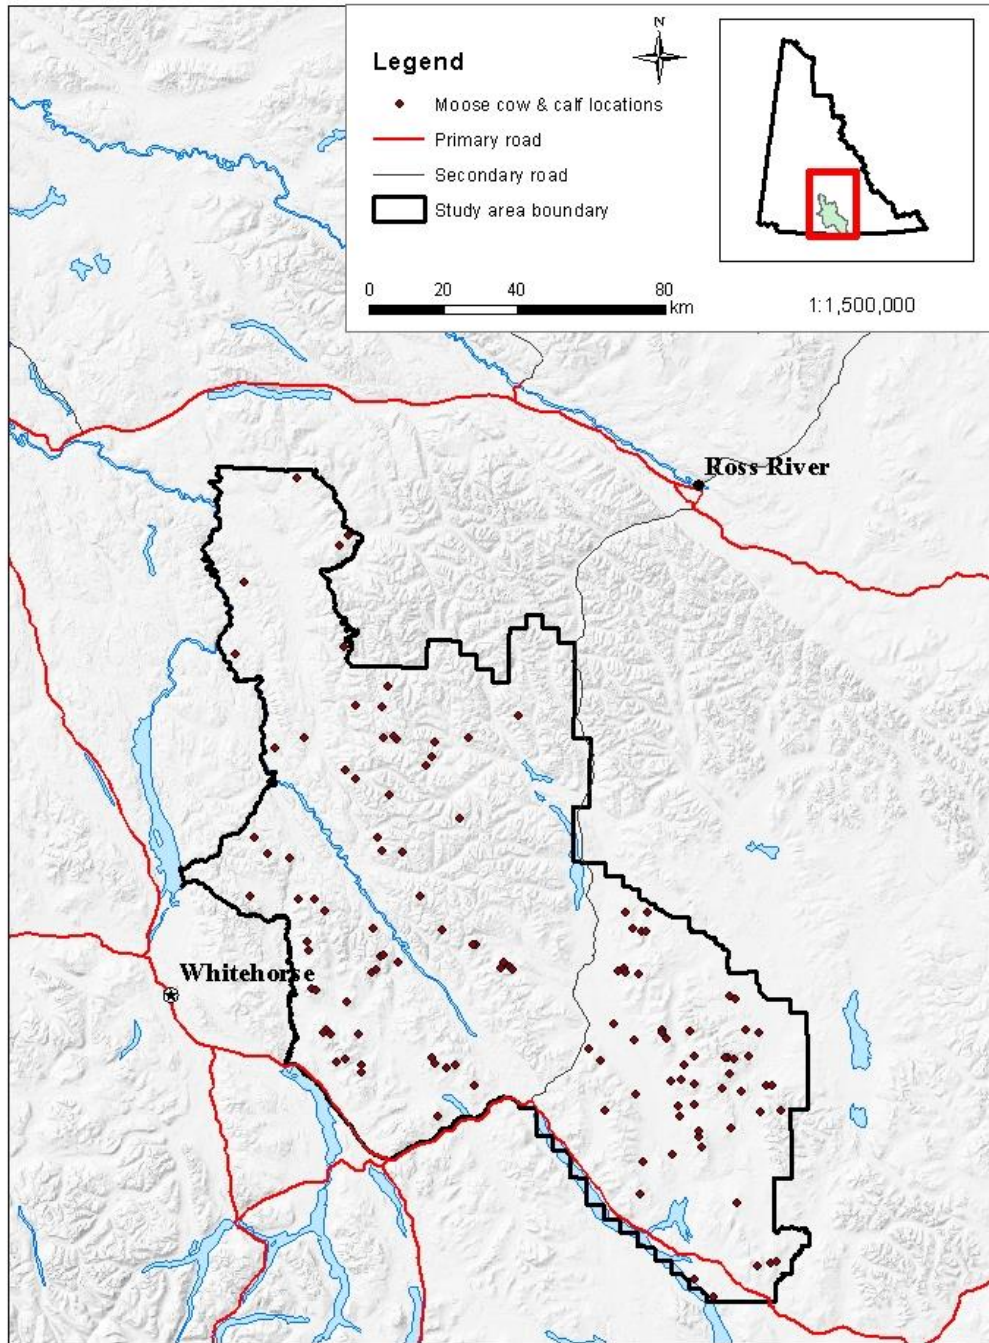 N
Legend
Moose cow & calf locations
Primary road
Secondary road
Study area boundary
0 20 40 80
km
1:1,500,000
Ross River
Whitehorse